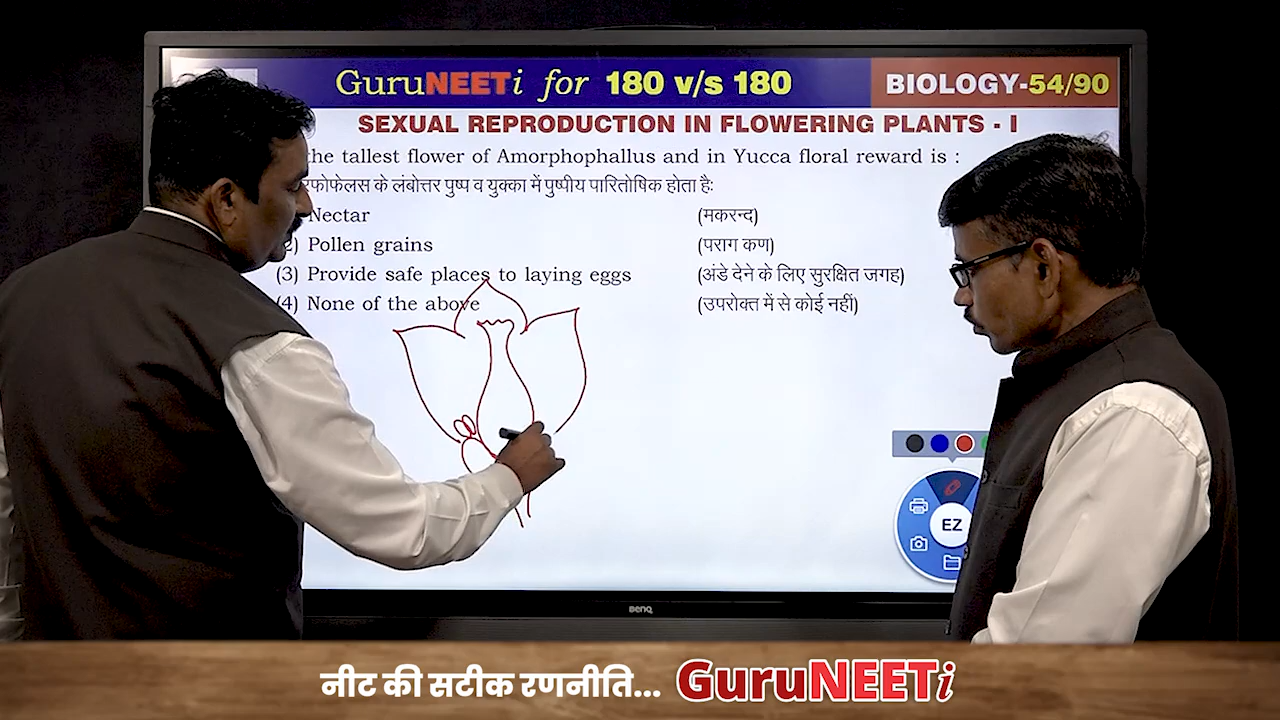 GuruNEETi for 180 v/s 180 BIOLOGY-54/90
SEXUAL REPRODUCTION IN FLOWERING PLANTS - I
the tallest flower of Amorphophallus and in Yucca floral reward is :
के लंबोत्तर पुष्प व युक्का में पुष्पीय पारितोषिक होता है:
Nectar (मकरन्द)
2) Pollen grains (पराग कण)
(3) Provide safe places to laying eggs (अंडे देने के लिए सुरक्षित जगह)
(4) None of the above (उपरोक्त में से कोई नहीं)
EZ
BenQ
नीट की सटीक रणनीति... GuruNEETi